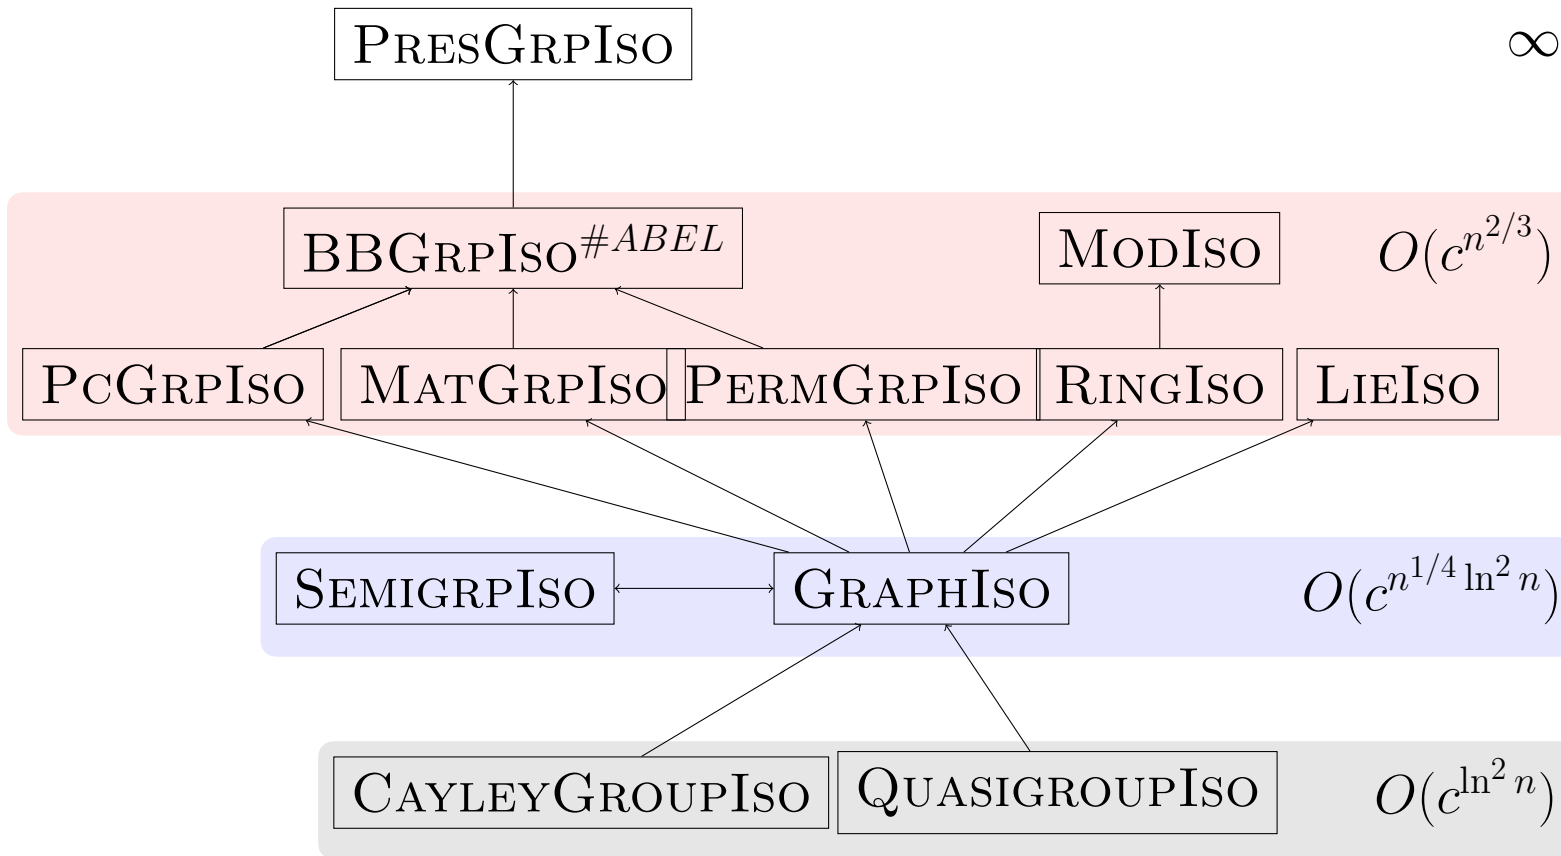 PresGrpIso ∞
BBGrpIso^{#ABEL} ModIso O(c^{n^{2/3}})
PcGrpIso MatGrpIso PermGrpIso RingIso LieIso
SemigrpIso GraphIso O(c^{n^{1/4} ln^2 n})
CayleyGroupIso QuasigroupIso O(c^{ln^2 n})